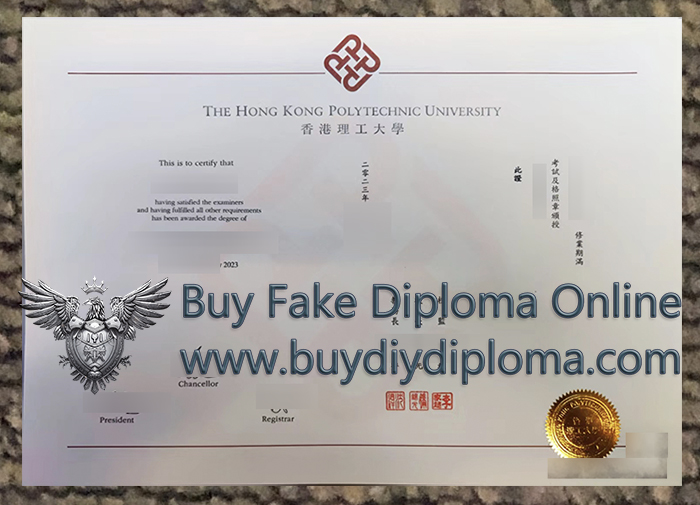 THE HONG KONG POLYTECHNIC UNIVERSITY
香港理工大學
This is to certify that
having satisfied the examiners
and having fulfilled all other requirements
has been awarded the degree of
2023
修業期滿
考試及格照章頒授
此證
二零二三年
Buy Fake Diploma Online
www.buydiydiploma.com
長
監
Chancellor
President
Registrar